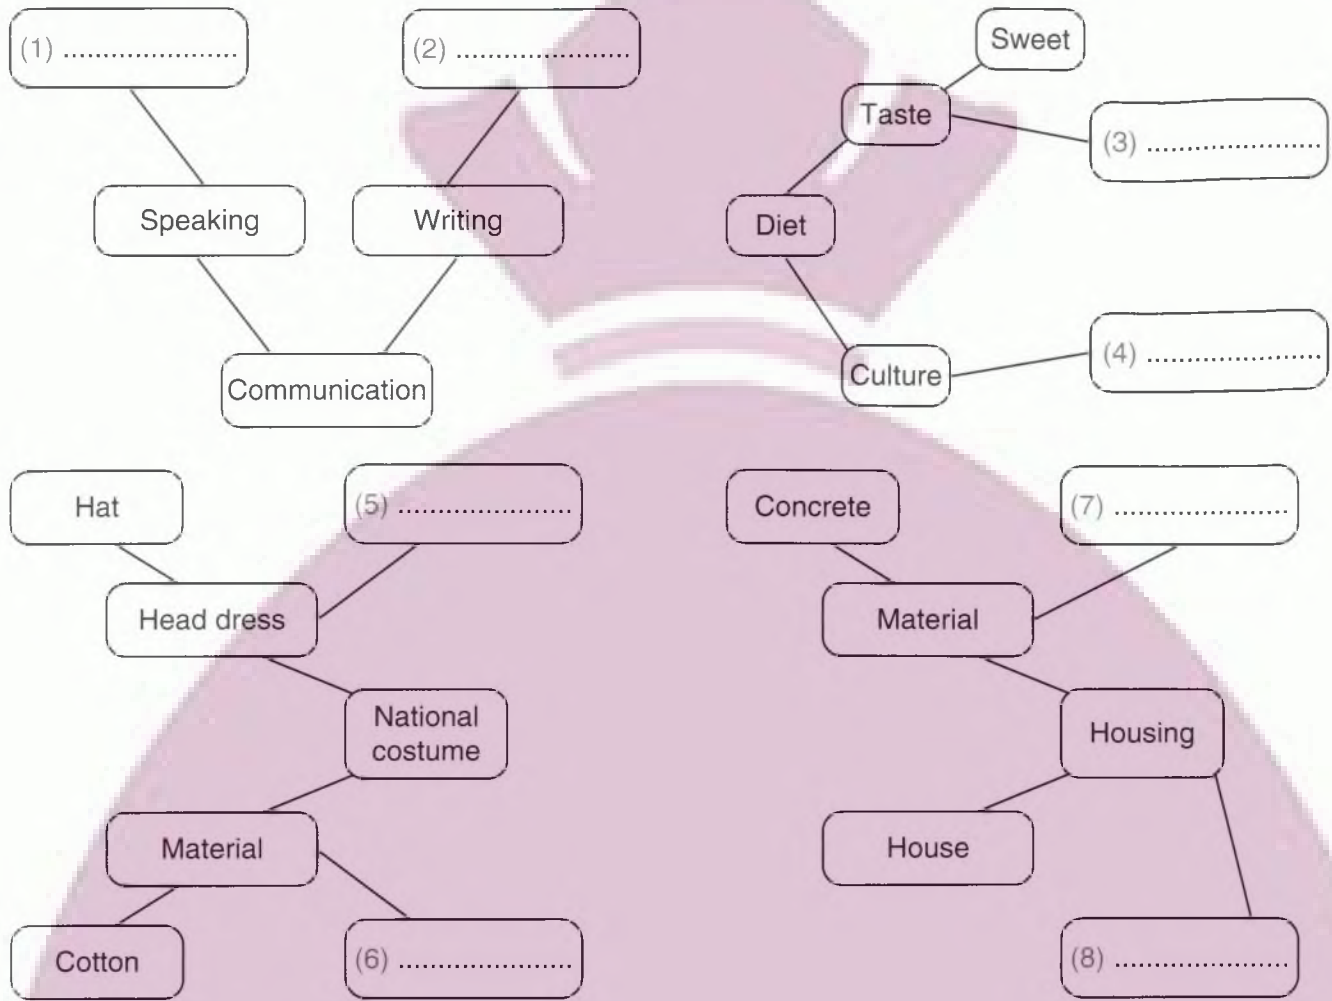 (1) ........................
(2) ........................
Sweet
Taste
(3) ........................
Speaking
Writing
Diet
Communication
Culture
(4) ........................
Hat
(5) ........................
Concrete
(7) ........................
Head dress
Material
National
costume
Housing
Material
House
Cotton
(6) ........................
(8) ........................